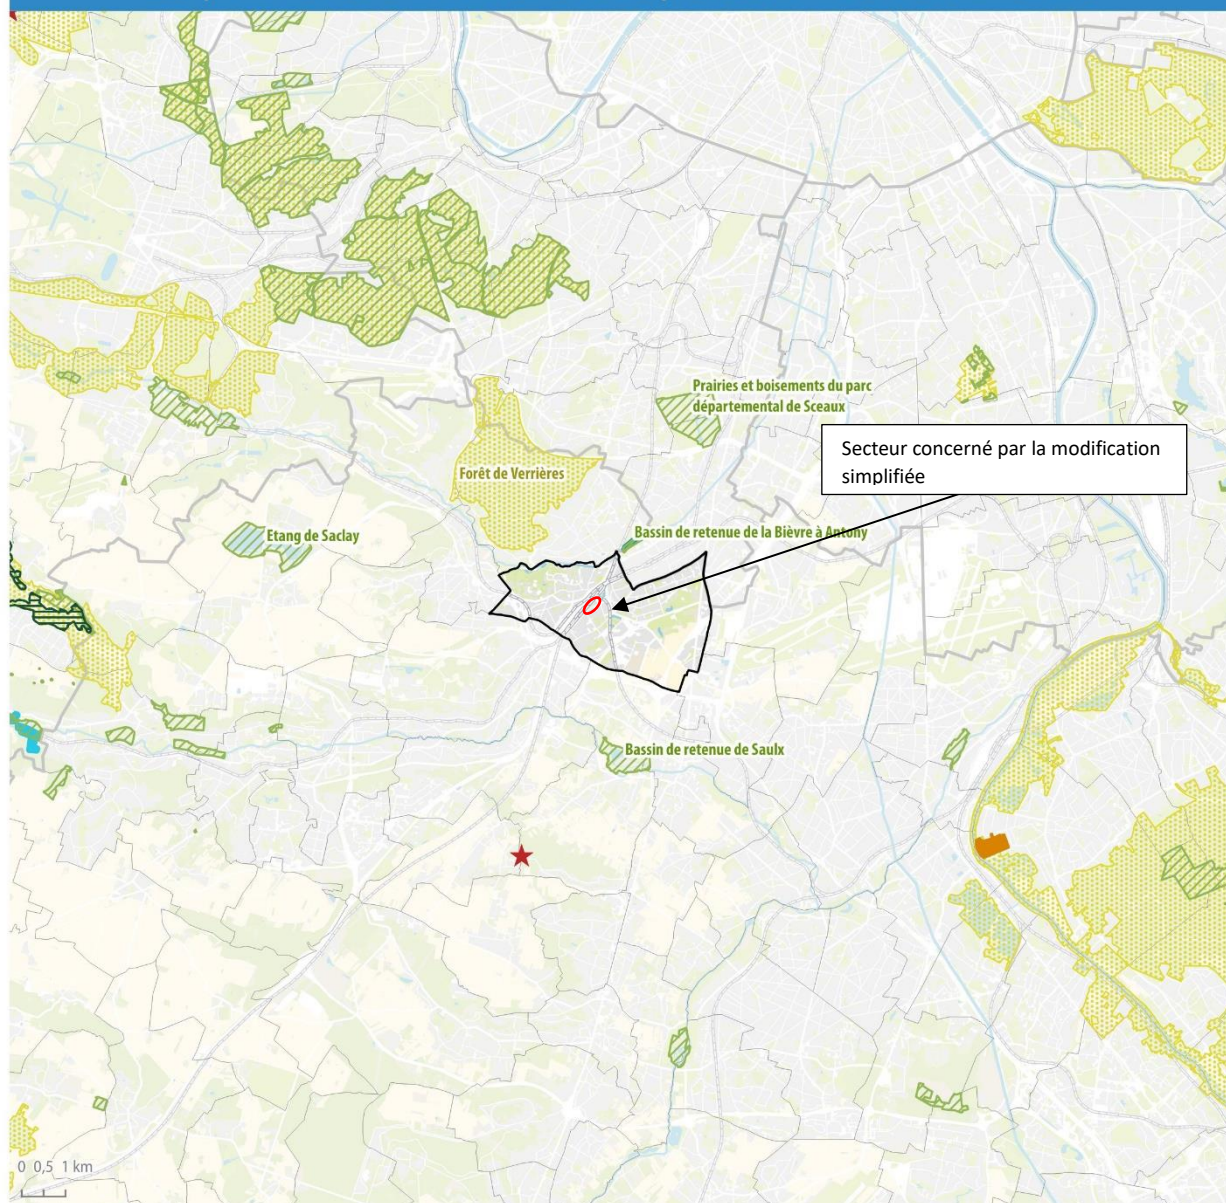 Prairies et boisements du parc
départemental de Sceaux
Secteur concerné par la modification
simplifiée
Forêt de Verrières
Etang de Saclay
Bassin de retenue de la Bièvre à Antony
Bassin de retenue de Saulx
0 0,5 1 km